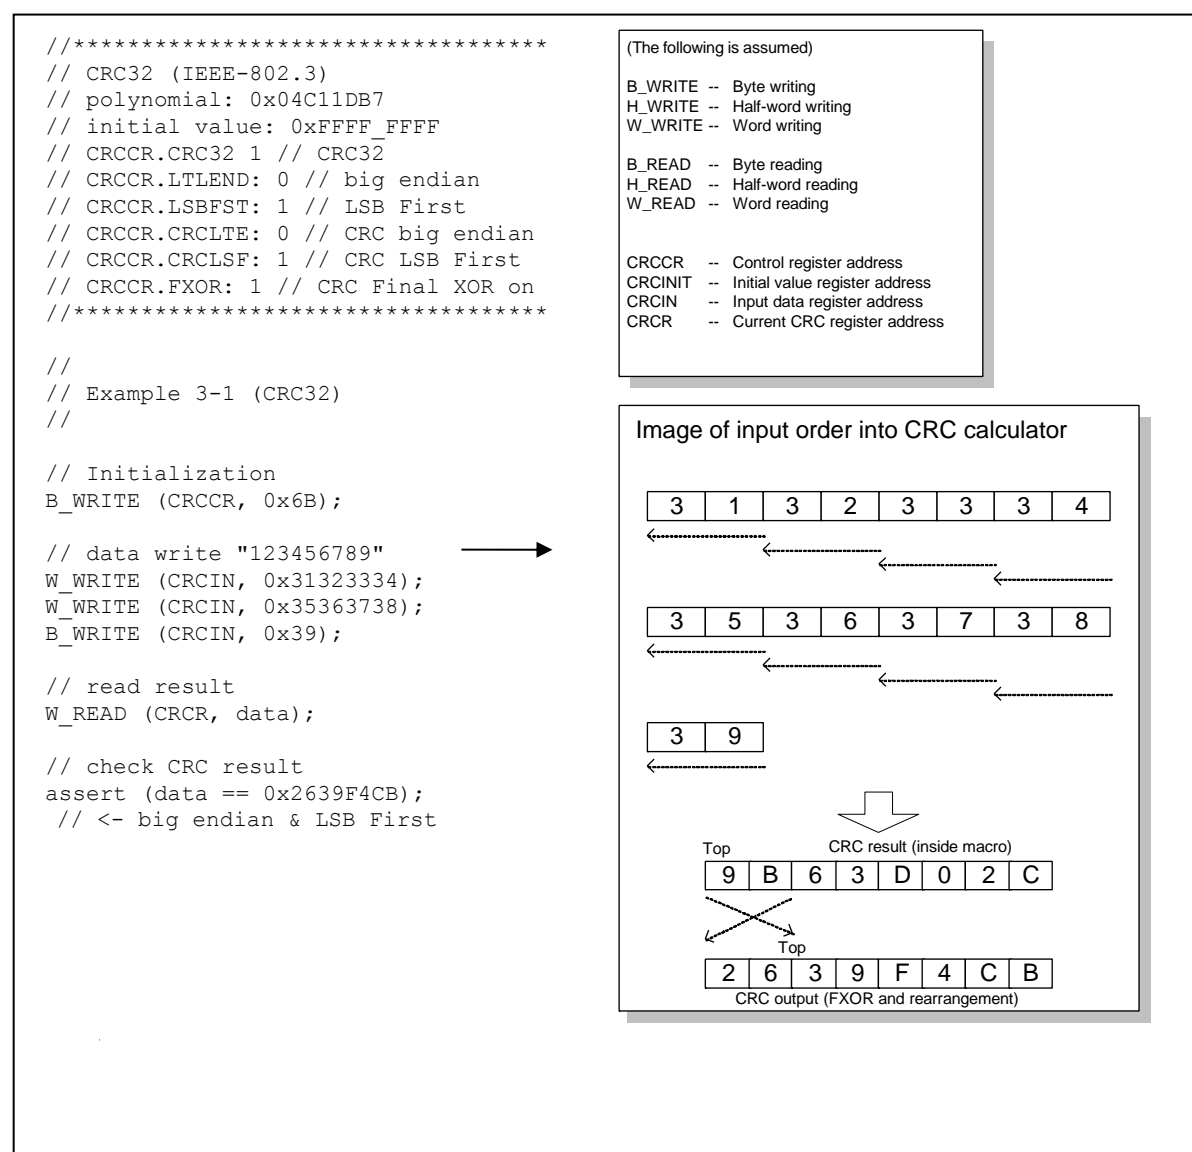 //***********************************
// CRC32 (IEEE-802.3)
// polynomial: 0x04C11DB7
// initial value: 0xFFFF_FFFF
// CRCCR.CRC32 1 // CRC32
// CRCCR.LTLEND: 0 // big endian
// CRCCR.LSBFST: 1 // LSB First
// CRCCR.CRCLTE: 0 // CRC big endian
// CRCCR.CRCLSF: 1 // CRC LSB First
// CRCCR.FXOR: 1 // CRC Final XOR on
//***********************************
//
// Example 3-1 (CRC32)
//
// Initialization
B_WRITE (CRCCR, 0x6B);
// data write "123456789"
W_WRITE (CRCIN, 0x31323334);
W_WRITE (CRCIN, 0x35363738);
B_WRITE (CRCIN, 0x39);
// read result
W_READ (CRCR, data);
// check CRC result
assert (data == 0x2639F4CB);
// <- big endian & LSB First
(The following is assumed)
B_WRITE -- Byte writing
H_WRITE -- Half-word writing
W_WRITE -- Word writing
B_READ -- Byte reading
H_READ -- Half-word reading
W_READ -- Word reading
CRCCR -- Control register address
CRCINIT -- Initial value register address
CRCIN -- Input data register address
CRCR -- Current CRC register address
Image of input order into CRC calculator
3 1 3 2 3 3 3 4
3 5 3 6 3 7 3 8
3 9
Top CRC result (inside macro)
9 B 6 3 D 0 2 C
Top
2 6 3 9 F 4 C B
CRC output (FXOR and rearrangement)